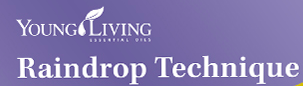 YOUNG LIVING
ESSENTIAL OILS
Raindrop Technique